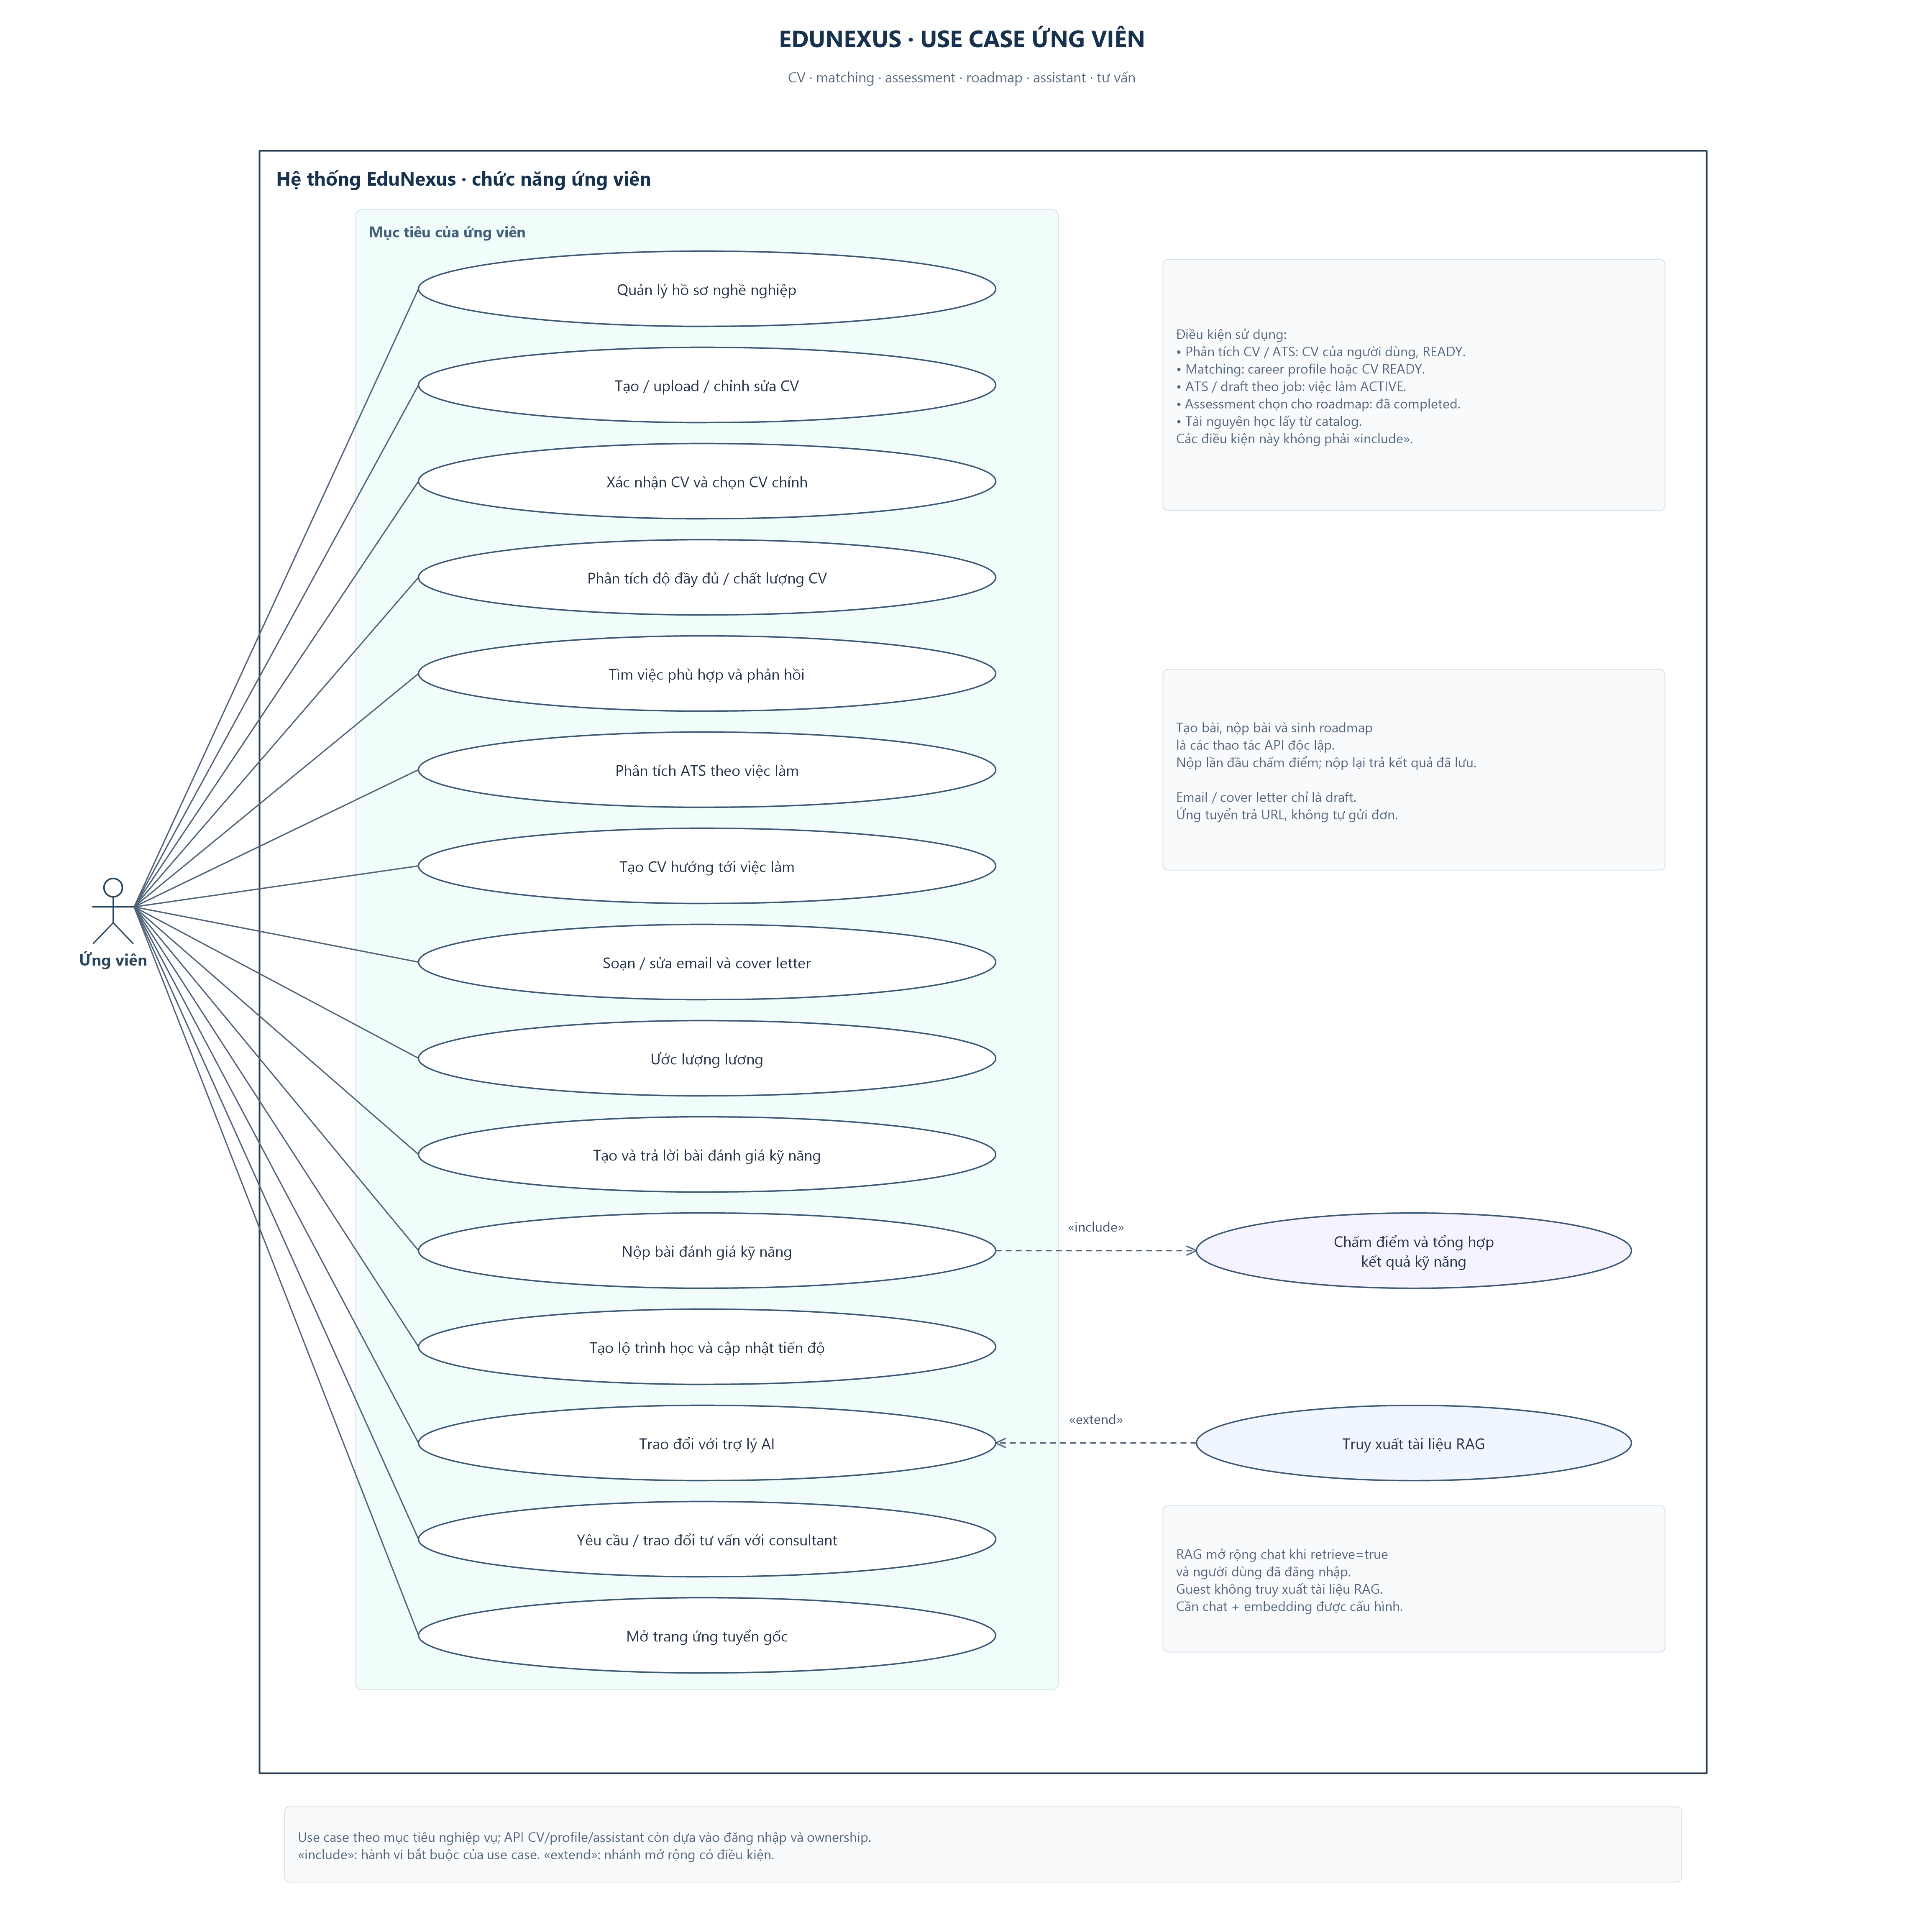 EDUNEXUS · USE CASE ỨNG VIÊN
CV · matching · assessment · roadmap · assistant · tư vấn
Hệ thống EduNexus · chức năng ứng viên
Mục tiêu của ứng viên
Quản lý hồ sơ nghề nghiệp
Tạo / upload / chỉnh sửa CV
Xác nhận CV và chọn CV chính
Phân tích độ đầy đủ / chất lượng CV
Tìm việc phù hợp và phản hồi
Phân tích ATS theo việc làm
Tạo CV hướng tới việc làm
Soạn / sửa email và cover letter
Ước lượng lương
Tạo và trả lời bài đánh giá kỹ năng
Nộp bài đánh giá kỹ năng
Tạo lộ trình học và cập nhật tiến độ
Trao đổi với trợ lý AI
Yêu cầu / trao đổi tư vấn với consultant
Mở trang ứng tuyển gốc
Ứng viên
Điều kiện sử dụng:
• Phân tích CV / ATS: CV của người dùng, READY.
• Matching: career profile hoặc CV READY.
• ATS / draft theo job: việc làm ACTIVE.
• Assessment chọn cho roadmap: đã completed.
• Tài nguyên học lấy từ catalog.
Các điều kiện này không phải «include».
Tạo bài, nộp bài và sinh roadmap
là các thao tác API độc lập.
Nộp lần đầu chấm điểm; nộp lại trả kết quả đã lưu.
Email / cover letter chỉ là draft.
Ứng tuyển trả URL, không tự gửi đơn.
«include»
Chấm điểm và tổng hợp
kết quả kỹ năng
«extend»
Truy xuất tài liệu RAG
RAG mở rộng chat khi retrieve=true
và người dùng đã đăng nhập.
Guest không truy xuất tài liệu RAG.
Cần chat + embedding được cấu hình.
Use case theo mục tiêu nghiệp vụ; API CV/profile/assistant còn dựa vào đăng nhập và ownership.
«include»: hành vi bắt buộc của use case. «extend»: nhánh mở rộng có điều kiện.